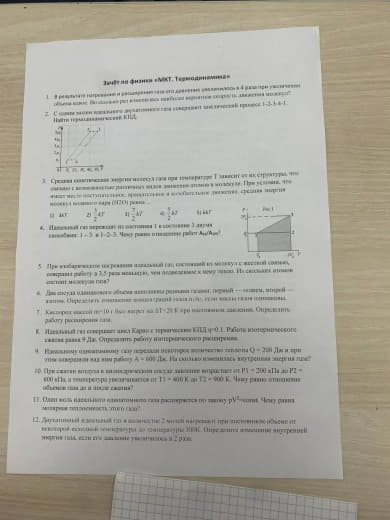 Зачёт по физики «МКТ. Термодинамика»
1. В результате нагревания и расширения газа его давление увеличилось в 4 раза при увеличении
объема вдвое. Во сколько раз изменилась наиболее вероятная скорость движения молекул?
2. С одним молем идеального двухатомного газа совершают циклический процесс 1-2-3-4-1.
Найти термодинамический КПД.
3. Средняя кинетическая энергия молекул газа при температуре T зависит от их структуры, что
связано с возможностью различных видов движения атомов в молекуле. При условии, что
имеет место поступательное, вращательное и колебательное движение, средняя энергия
молекул водяного пара (H2O) равна...
1) 3kT 2) 3/2 kT 3) 7/2 kT 4) 5/2 kT 5) 6kT
4. Идеальный газ переводят из состояния 1 в состояние 3 двумя
способами: 1 – 3 и 1–2–3. Чему равно отношение работ
Рис.1
5. При изобарическом нагревании идеальный газ, состоящий из молекул с жесткой связью,
совершил работу в 3,5 раза меньшую, чем подведенное к нему тепло. Из скольких атомов
состоит молекула газа?
6. Два сосуда одинакового объема наполнены разными газами: первый — гелием, второй —
азотом. Определить отношение концентраций газов n₁/n₂, если массы газов одинаковы.
7. Кислород массой m=10 г был нагрет на ΔT=20 К при постоянном давлении. Определить
работу расширения газа.
8. Идеальный газ совершает цикл Карно с термическим КПД η=0.1. Работа изотермического
сжатия равна 9 Дж. Определить работу изотермического расширения.
9. Идеальному одноатомному газу передали некоторое количество теплоты Q = 200 Дж и при
этом совершили над ним работу A = 600 Дж. На сколько изменилась внутренняя энергия газа?
10. При сжатии воздуха в цилиндрическом сосуде давление возрастает от P1 = 200 кПа до P2 =
600 кПа, а температура увеличивается от T1 = 400 К до T2 = 900 К. Чему равно отношение
объемов газа до и после сжатия?
11. Один моль идеального одноатомного газа расширяется по закону =const. Чему равна
молярная теплоемкость этого газа?
12. Двухатомный идеальный газ в количестве 2 молей нагревают при постоянном объеме от
некоторой исходной температуры до температуры 300К. Определите изменение внутренней
энергии газа, если его давление увеличилось в 2 раза.